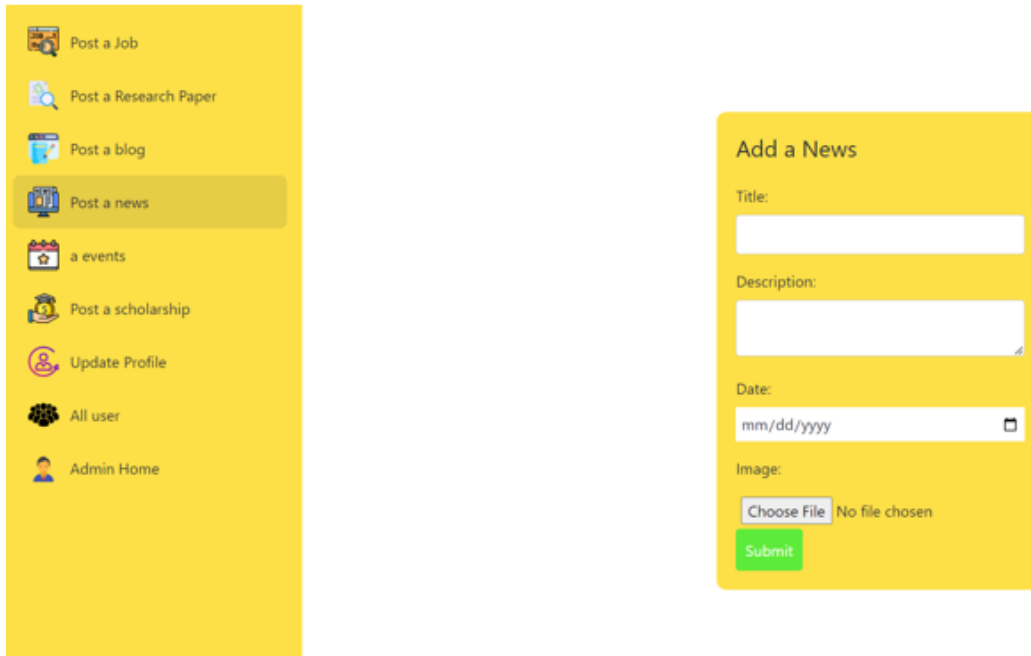 Post a Job
Post a Research Paper
Post a blog
Post a news
a events
Post a scholarship
Update Profile
All user
Admin Home
Add a News
Title:
Description:
Date:
mm/dd/yyyy
Image:
Choose File No file chosen
Submit